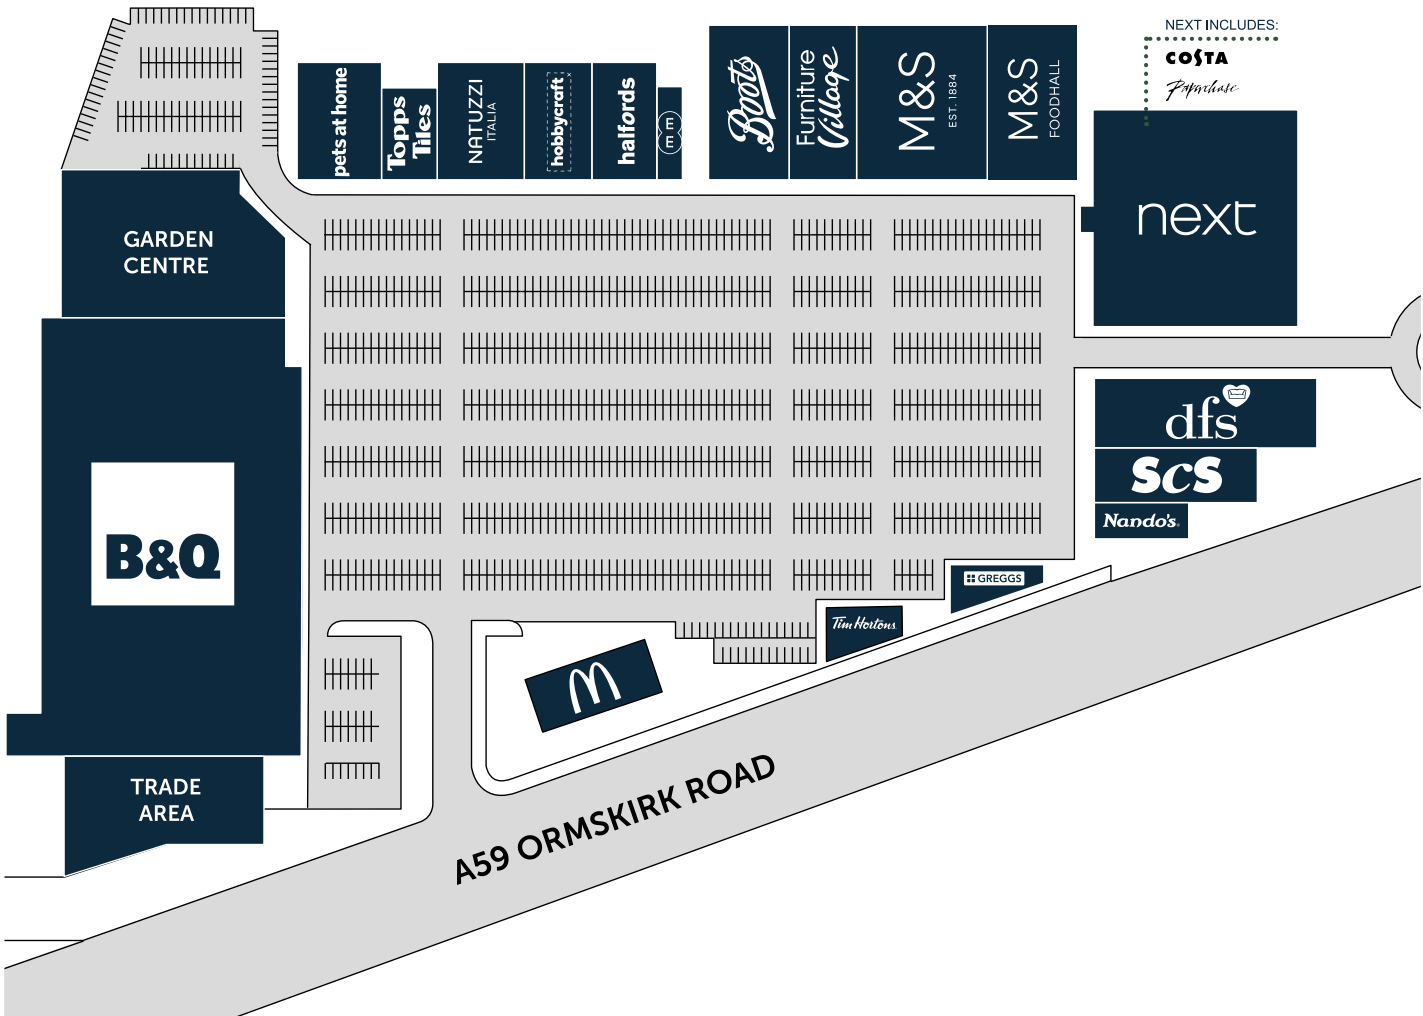 NEXT INCLUDES:
COSTA
Paperchase
pets at home
Topps
Tiles
NATUZZI
ITALIA
hobbycraft
halfords
EE
Boots
Furniture
Village
M&S
EST. 1884
M&S
FOODHALL
next
GARDEN
CENTRE
dfs
ScS
Nando's
B&Q
GREGGS
Tim Hortons
M
TRADE
AREA
A59 ORMSKIRK ROAD